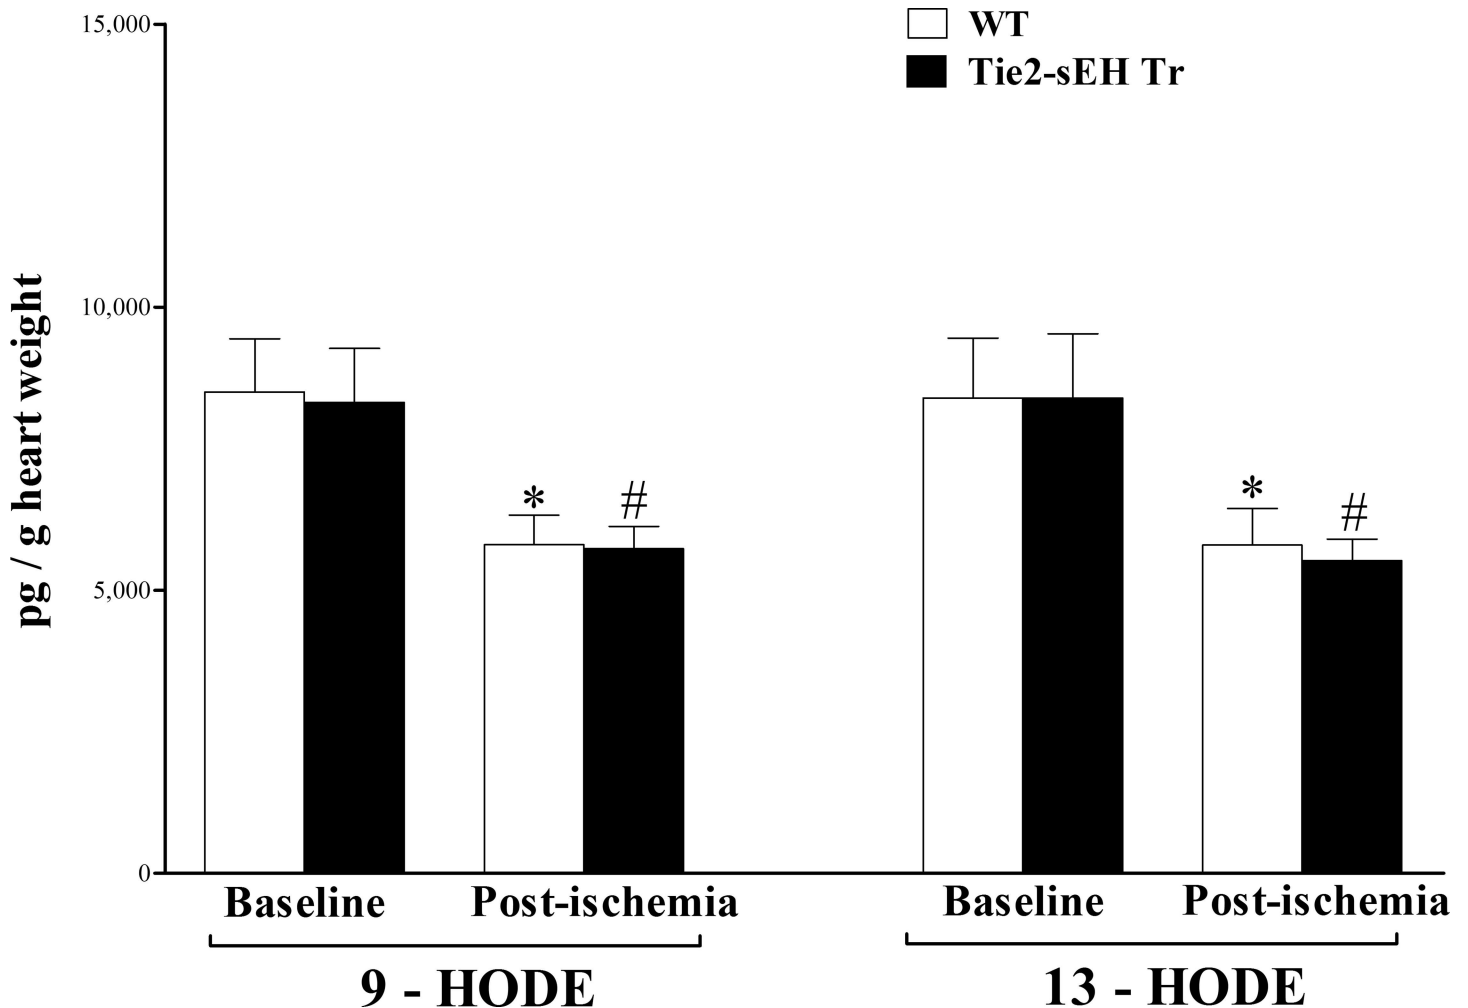 15,000
WT
Tie2-sEH Tr
pg / g heart weight
10,000
*
#
*
#
5,000
0
Baseline
Post-ischemia
Baseline
Post-ischemia
9 - HODE
13 - HODE